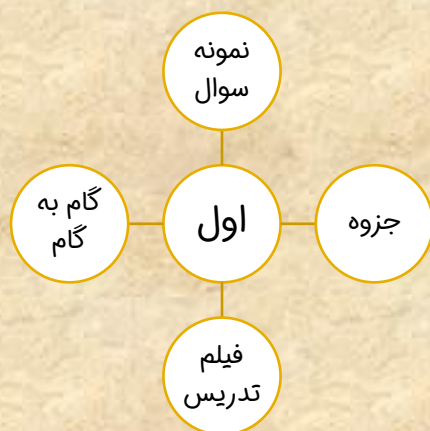 نمونه
سوال
جزوه
اول
گام به
گام
فیلم
تدریس